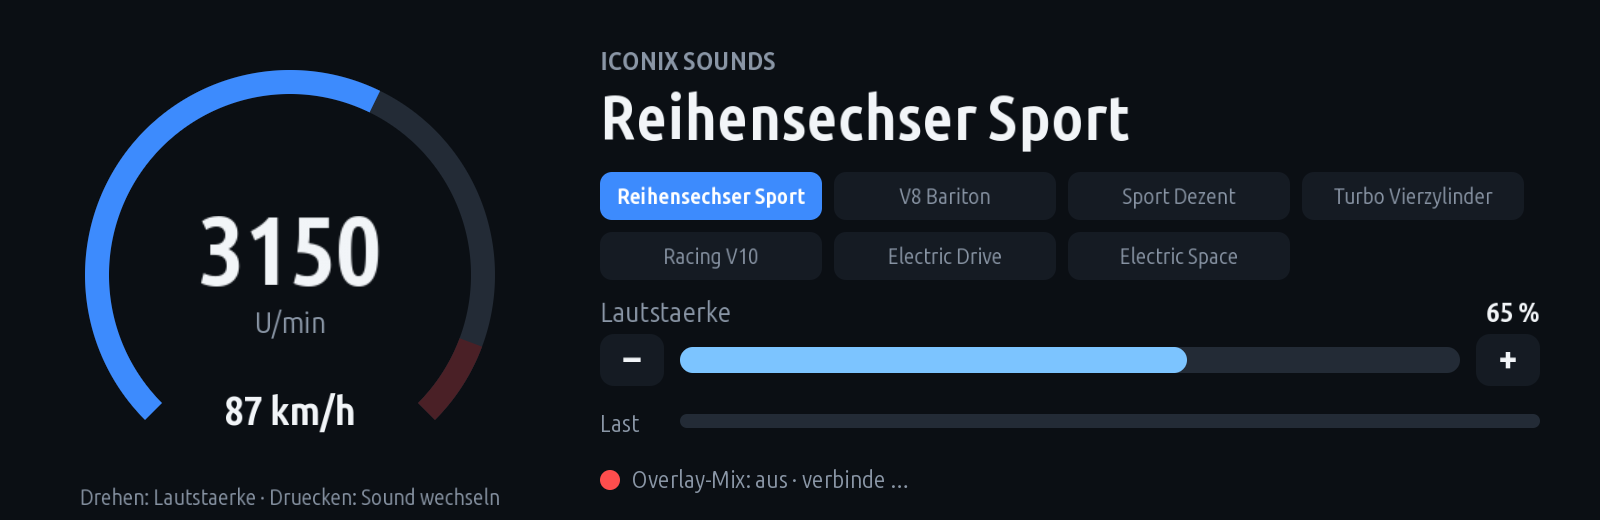 ICONIX SOUNDS
Reihensechser Sport
Reihensechser Sport
V8 Bariton
Sport Dezent
Turbo Vierzylinder
Racing V10
Electric Drive
Electric Space
Lautstaerke
65 %
−
+
Last
Overlay-Mix: aus · verbinde ...
3150
U/min
87 km/h
Drehen: Lautstaerke · Druecken: Sound wechseln